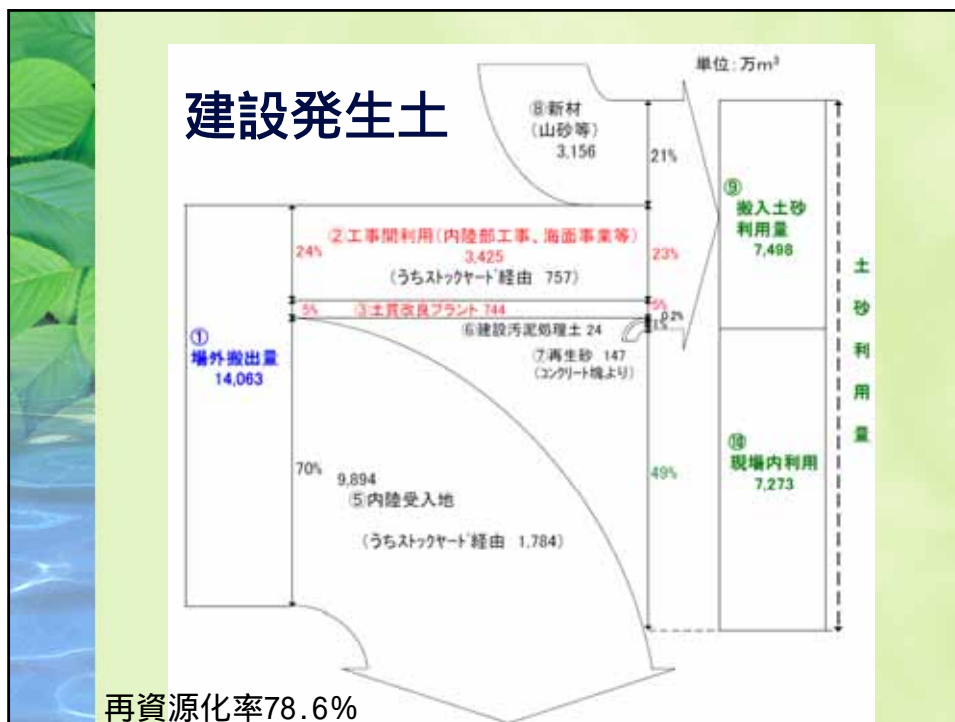 建設発生土
単位:万m³
⑧新材
(山砂等)
3,156
21%
②工事間利用(内陸部工事、海面事業等)
3,425
(うちストックヤード経由 757)
24%
23%
5%
③土質改良プラント 744
5%
0.2%
1%
⑥建設汚泥処理土 24
⑦再生砂 147
(コンクリート塊より)
①
場外搬出量
14,063
70%
9,894
⑤内陸受入地
(うちストックヤード経由 1,784)
49%
⑨
搬入土砂
利用量
7,498
⑩
現場内利用
7,273
土砂利用量
再資源化率78.6%